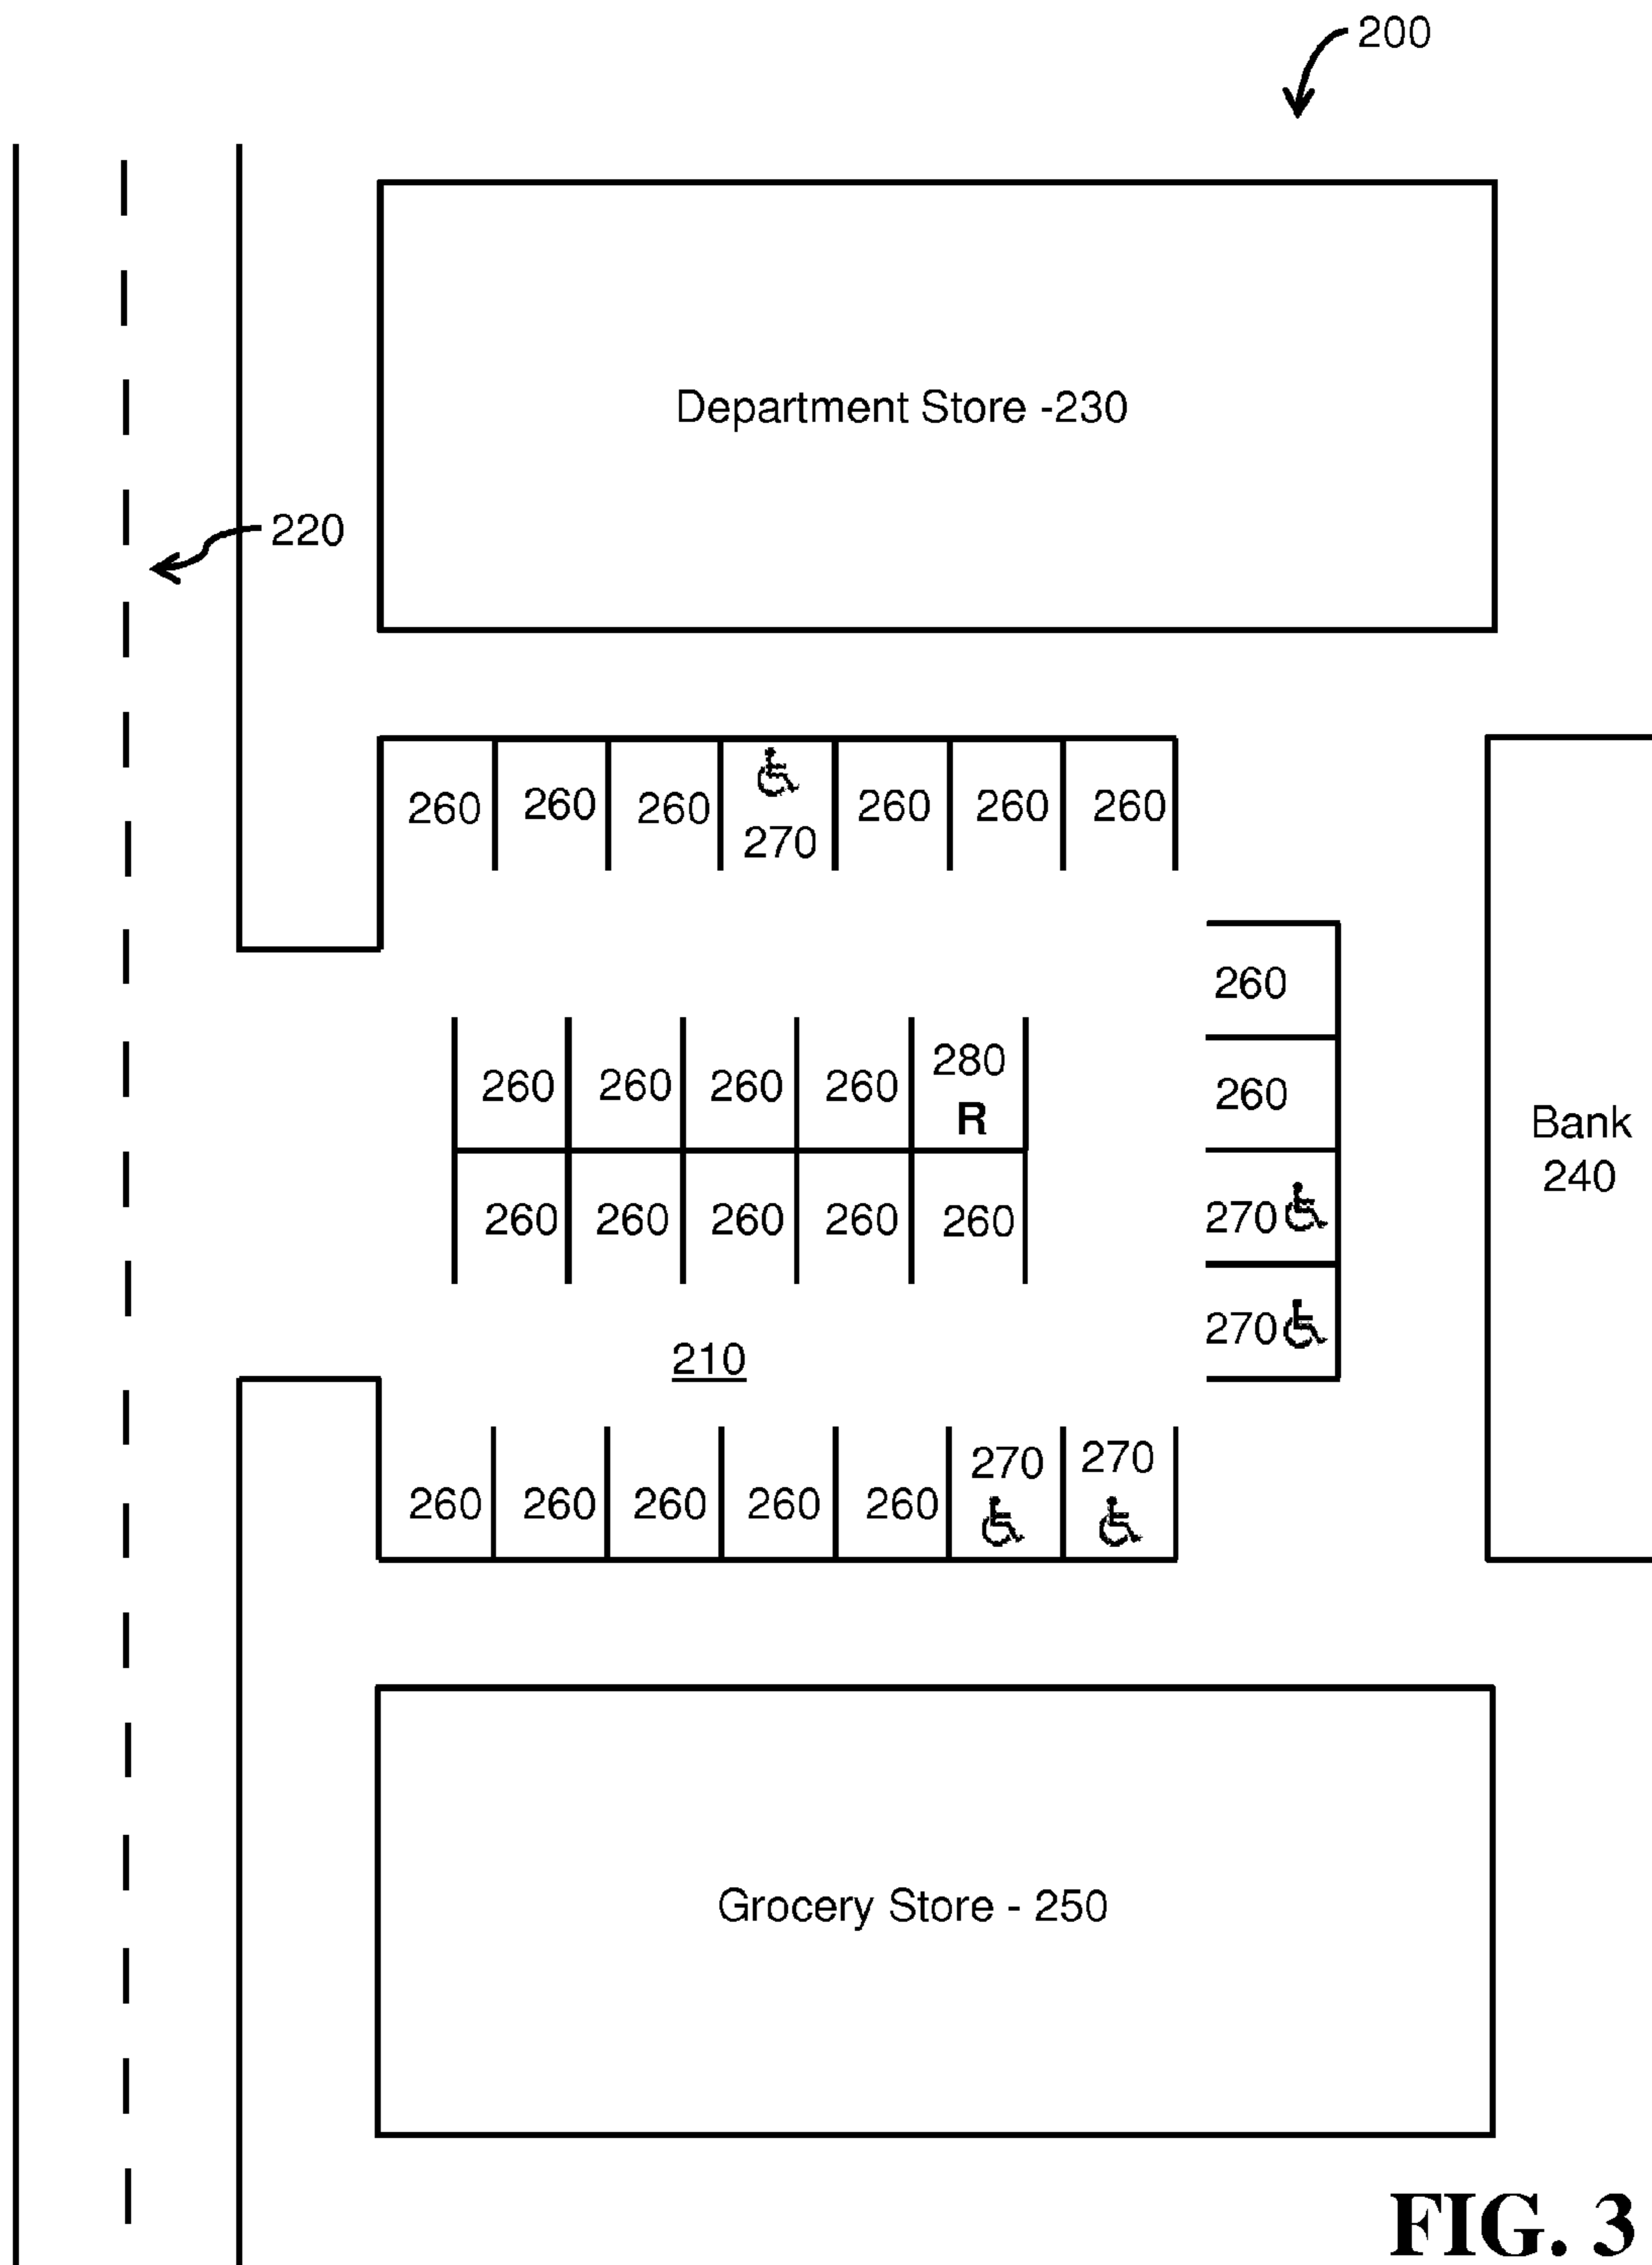 200
Department Store -230
220
260 260 260 270 260 260 260
260
260 260 260 260 280
R
260
Bank
240
260 260 260 260 260
270
270
210
260 260 260 260 260 270 270
Grocery Store - 250
FIG. 3